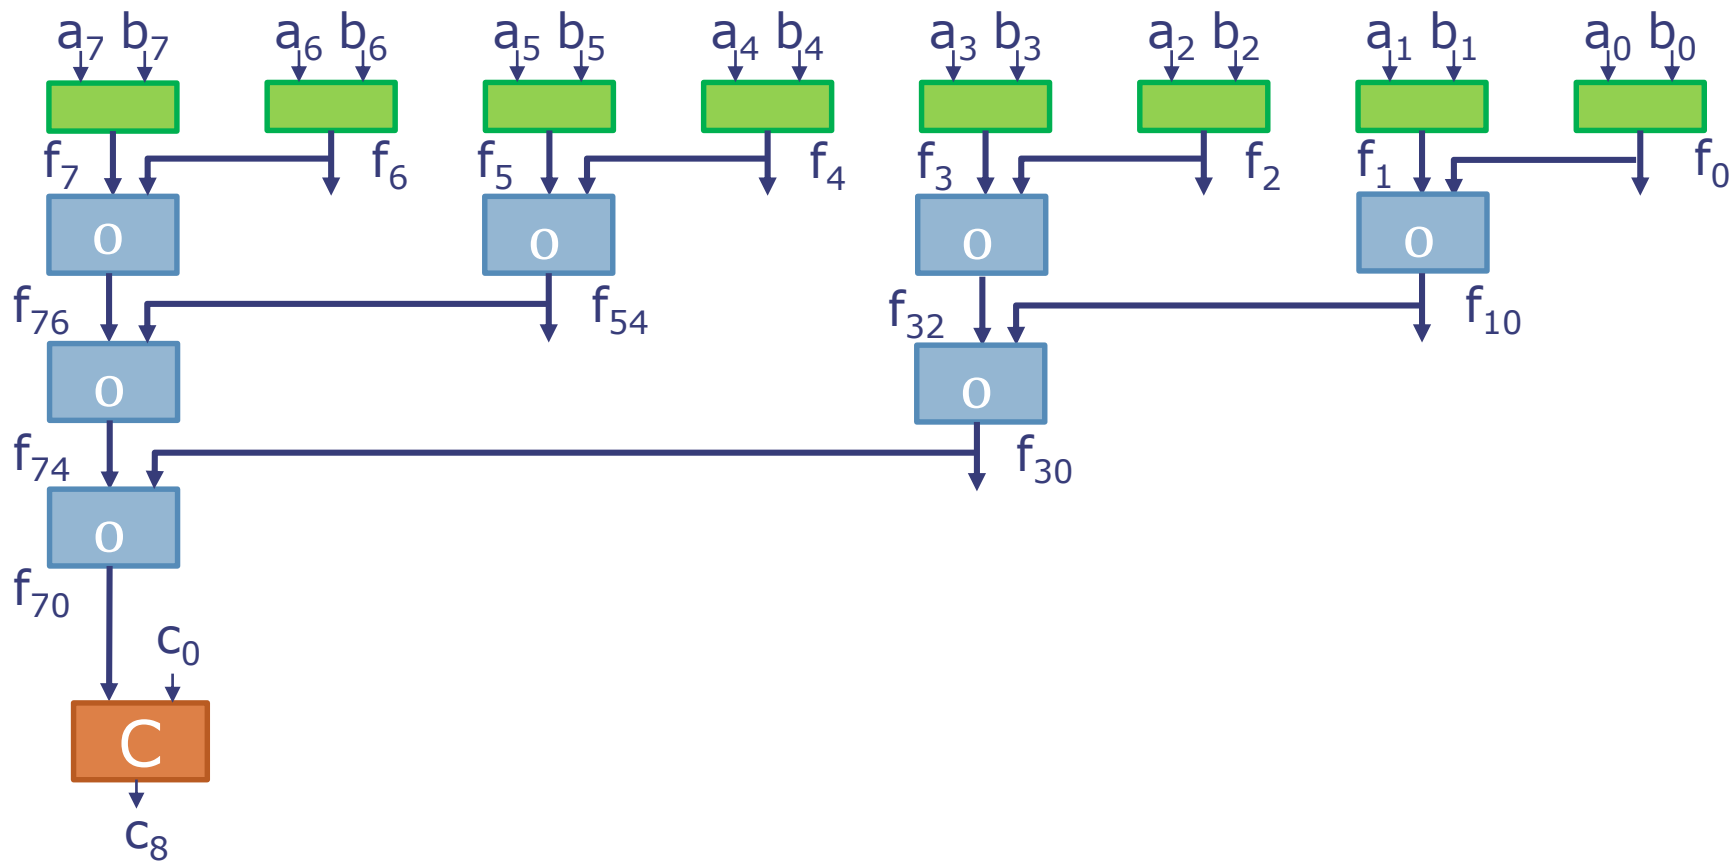 a7 b7 a6 b6 a5 b5 a4 b4 a3 b3 a2 b2 a1 b1 a0 b0
f7 f6 f5 f4 f3 f2 f1 f0
o o o o
f76 f54 f32 f10
o o
f74 f30
o
f70
c0
C
c8